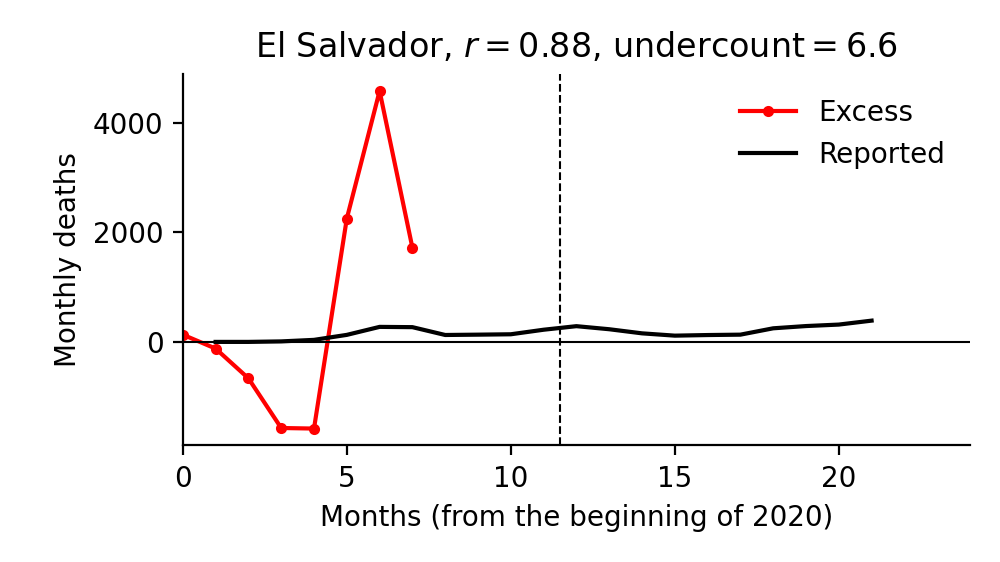 El Salvador, r = 0.88, undercount = 6.6
Excess
Reported
Monthly deaths
4000
2000
0
0 5 10 15 20
Months (from the beginning of 2020)